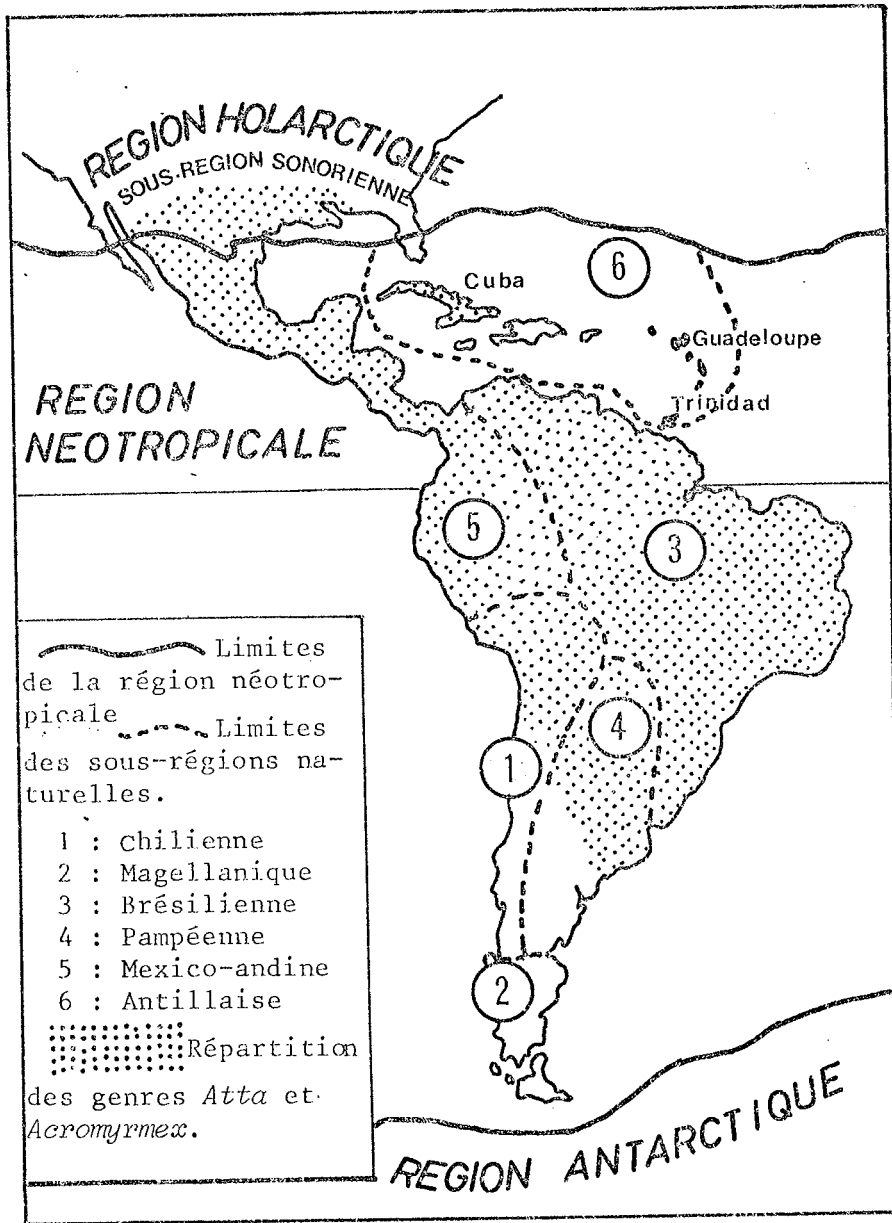 REGION HOLARCTIQUE
SOUS-REGION SONORIENNE
6
Cuba
Guadeloupe
Trinidad
REGION
NEOTROPICALE
5
3
4
1
2
Limites
de la région néotro-
picale
Limites
des sous-régions na-
turelles.
1 : Chilienne
2 : Magellanique
3 : Brésilienne
4 : Pampéenne
5 : Mexico-andine
6 : Antillaise
Répartition
des genres Atta et
Acromyrmex.
REGION ANTARCTIQUE